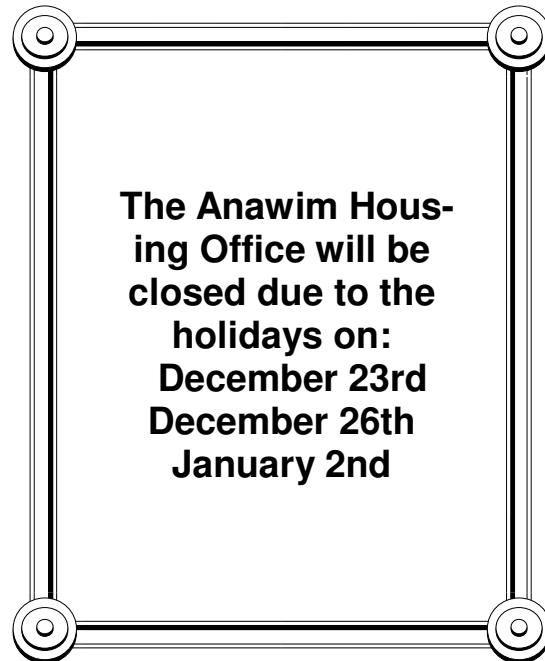 The Anawim Hous-
ing Office will be
closed due to the
holidays on:
December 23rd
December 26th
January 2nd